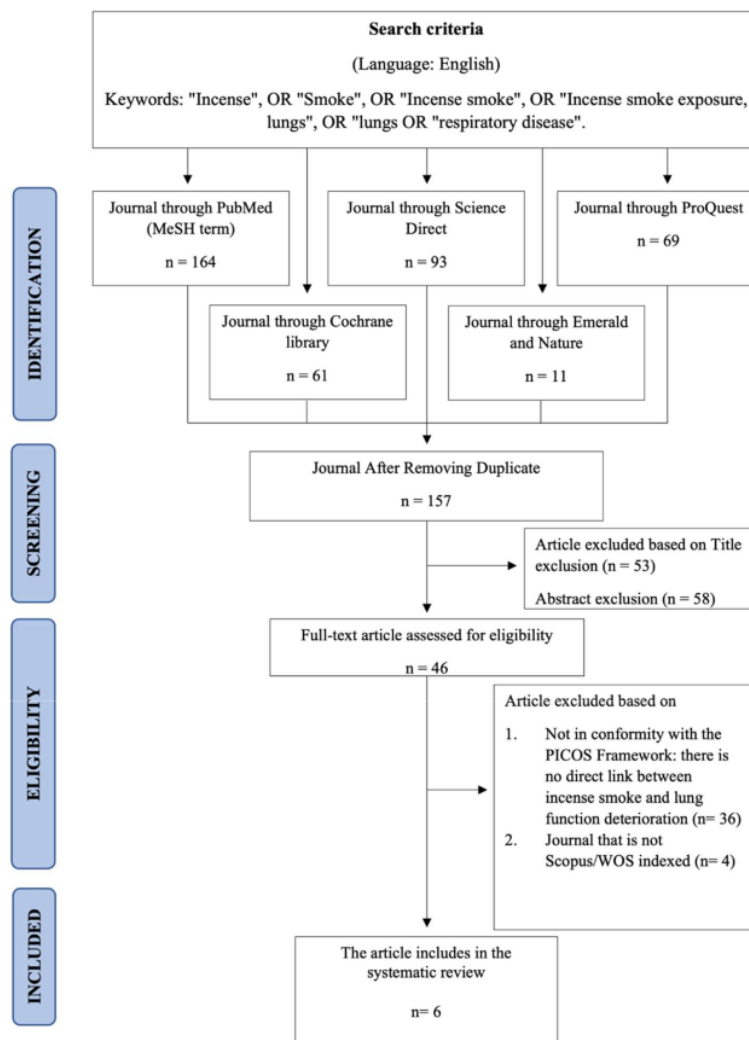 Search criteria
(Language: English)
Keywords: "Incense", OR "Smoke", OR "Incense smoke", OR "Incense smoke exposure,
lungs", OR "lungs OR "respiratory disease".
IDENTIFICATION
Journal through PubMed
(MeSH term)
n = 164
Journal through Science
Direct
n = 93
Journal through ProQuest
n = 69
Journal through Cochrane
library
n = 61
Journal through Emerald
and Nature
n = 11
SCREENING
Journal After Removing Duplicate
n = 157
Article excluded based on Title
exclusion (n = 53)
Abstract exclusion (n = 58)
ELIGIBILITY
Full-text article assessed for eligibility
n = 46
Article excluded based on
1. Not in conformity with the
PICOS Framework: there is
no direct link between
incense smoke and lung
function deterioration (n= 36)
2. Journal that is not
Scopus/WOS indexed (n= 4)
INCLUDED
The article includes in the
systematic review
n= 6